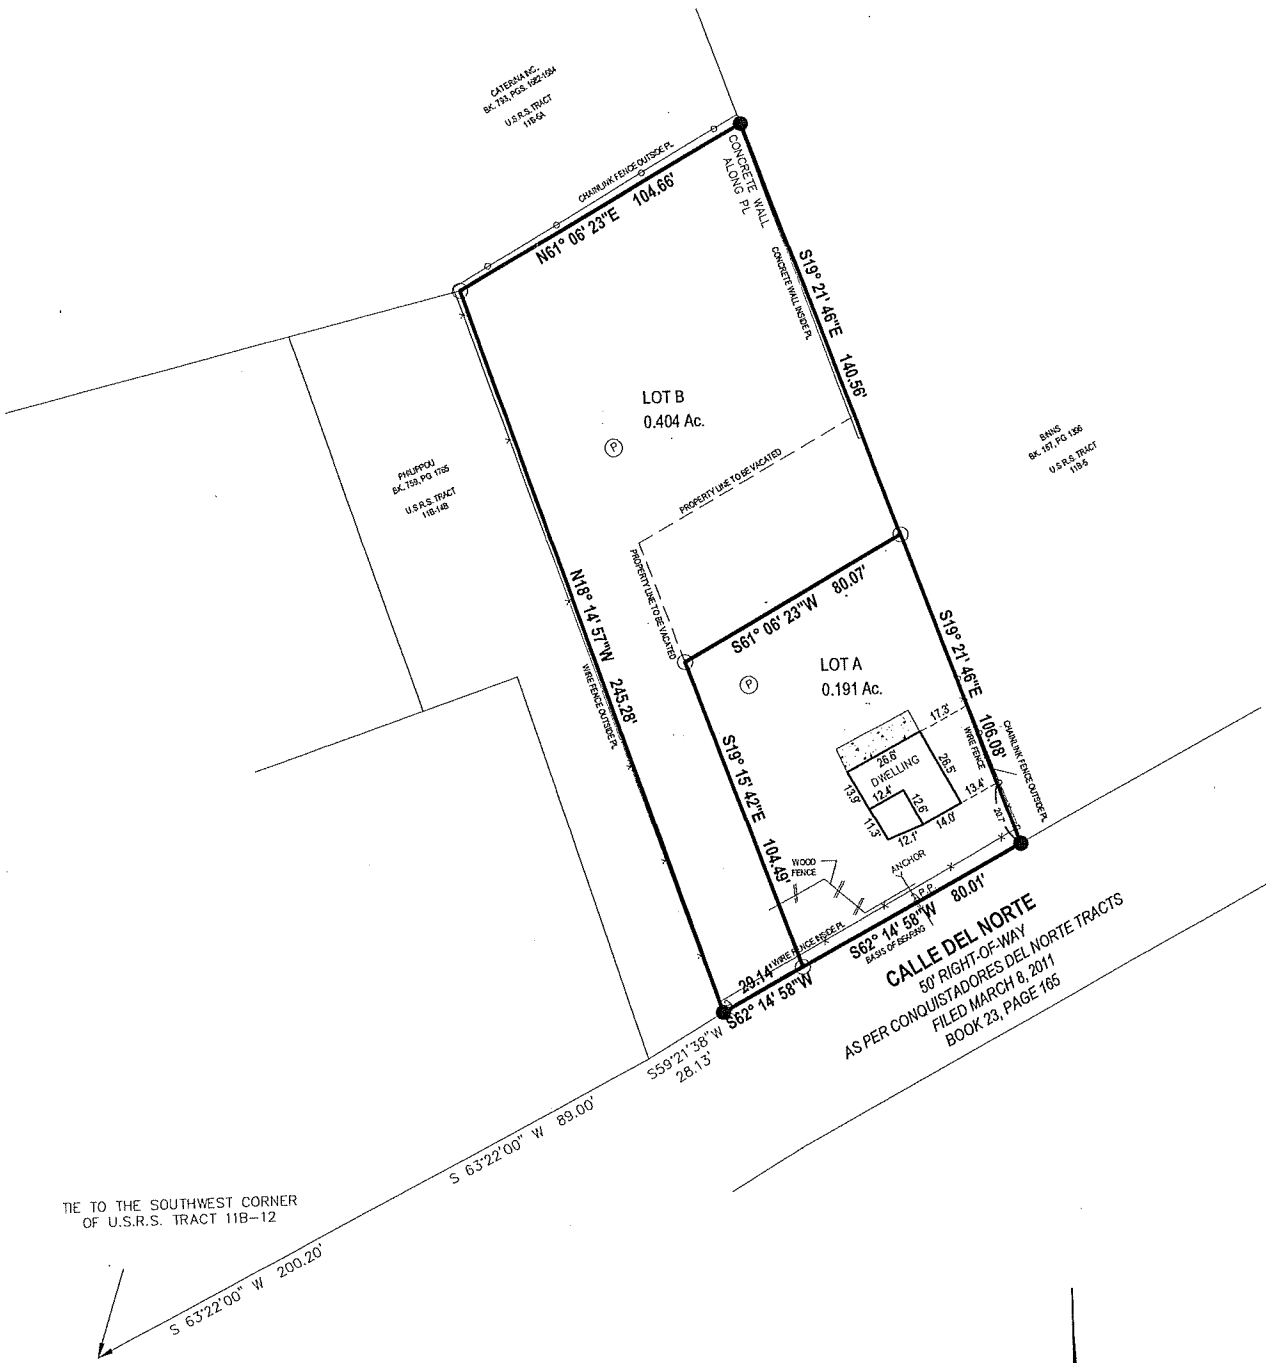 CATERINA INC.
BK. 793, PGS. 1682-1684
U.S.R.S. TRACT
11B-6A
CHAINLINK FENCE OUTSIDE PL
N61° 06' 23"E 104.66'
CONCRETE WALL
ALONG PL
CONCRETE WALL INSIDE PL
S19° 21' 46"E 140.56'
LOT B
0.404 Ac.
P
PROPERTY LINE TO BE VACATED
PROPERTY LINE TO BE VACATED
BINNS
BK. 187, PG 1396
U.S.R.S. TRACT
11B-5
PHILIPPOU
BK. 759, PG 1765
U.S.R.S. TRACT
11B-14B
N18° 14' 57"W 245.28'
WIRE FENCE OUTSIDE PL
S61° 06' 23"W 80.07'
LOT A
0.191 Ac.
P
S19° 21' 46"E 106.08'
CHAINLINK FENCE OUTSIDE PL
WIRE FENCE
17.3'
26.6'
DWELLING
26.5'
13.9'
12.4'
12.6'
11.3'
12.1'
14.0'
13.4'
20.7'
S19° 15' 42"E 104.49'
WOOD
FENCE
ANCHOR
P.P.
WIRE FENCE INSIDE PL
S62° 14' 58"W 80.01'
BASIS OF BEARING
29.14'
S62° 14' 58"W
CALLE DEL NORTE
50' RIGHT-OF-WAY
AS PER CONQUISTADORES DEL NORTE TRACTS
FILED MARCH 8, 2011
BOOK 23, PAGE 165
S59°21'38"W
28.13'
S 63°22'00" W 89.00'
S 63°22'00" W 200.20'
TIE TO THE SOUTHWEST CORNER
OF U.S.R.S. TRACT 11B-12